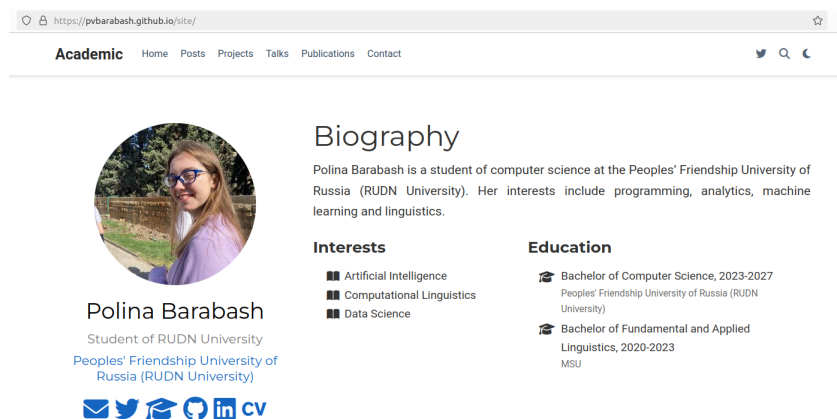 https://pvbarabash.github.io/site/
Academic Home Posts Projects Talks Publications Contact
Biography
Polina Barabash is a student of computer science at the Peoples' Friendship University of
Russia (RUDN University). Her interests include programming, analytics, machine
learning and linguistics.
Interests
Artificial Intelligence
Computational Linguistics
Data Science
Education
Bachelor of Computer Science, 2023-2027
Peoples' Friendship University of Russia (RUDN
University)
Bachelor of Fundamental and Applied
Linguistics, 2020-2023
MSU
Polina Barabash
Student of RUDN University
Peoples' Friendship University of
Russia (RUDN University)
CV